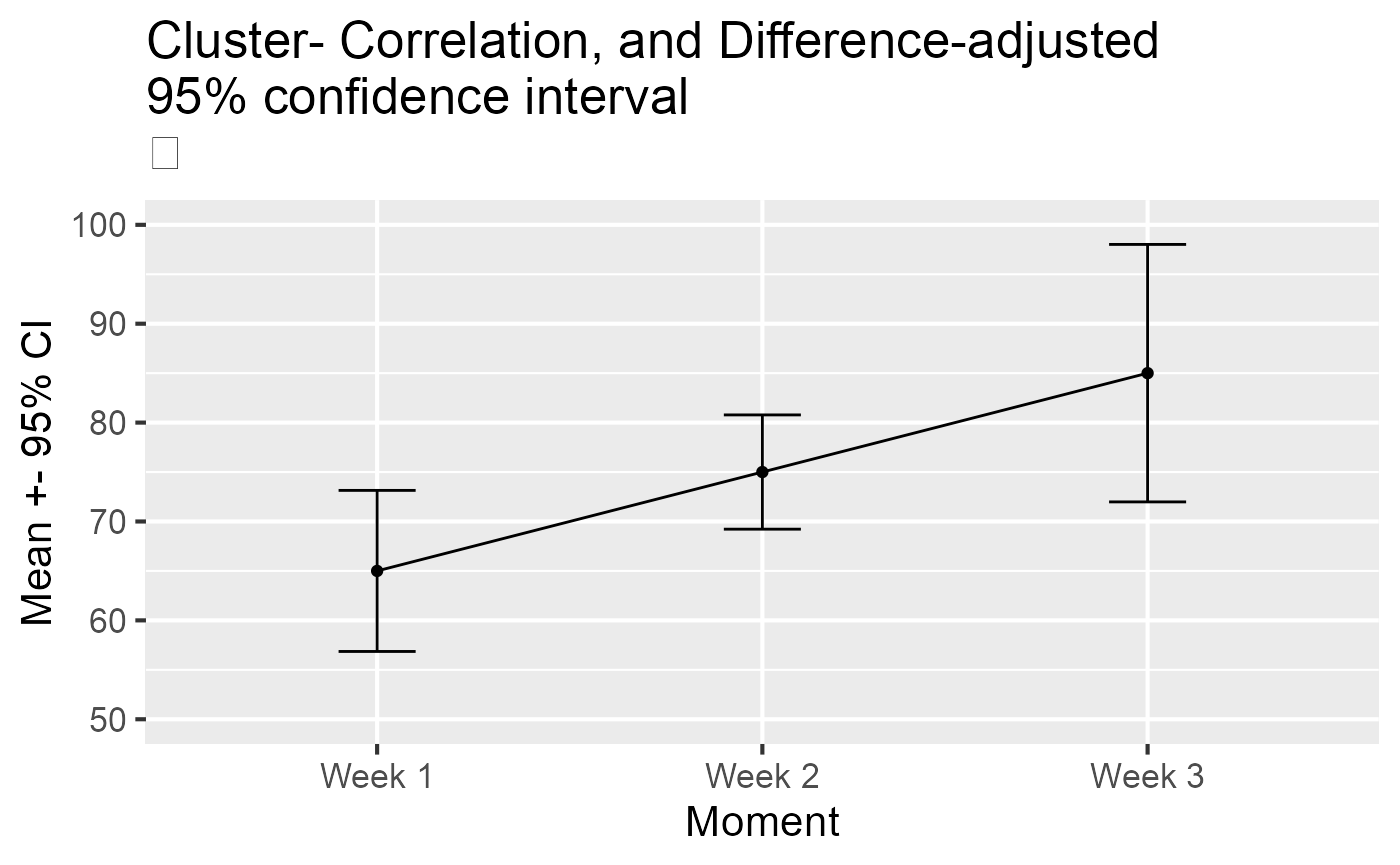 Cluster- Correlation, and Difference-adjusted
95% confidence interval
100
90
80
70
60
50
Mean +- 95% CI
Week 1
Week 2
Week 3
Moment